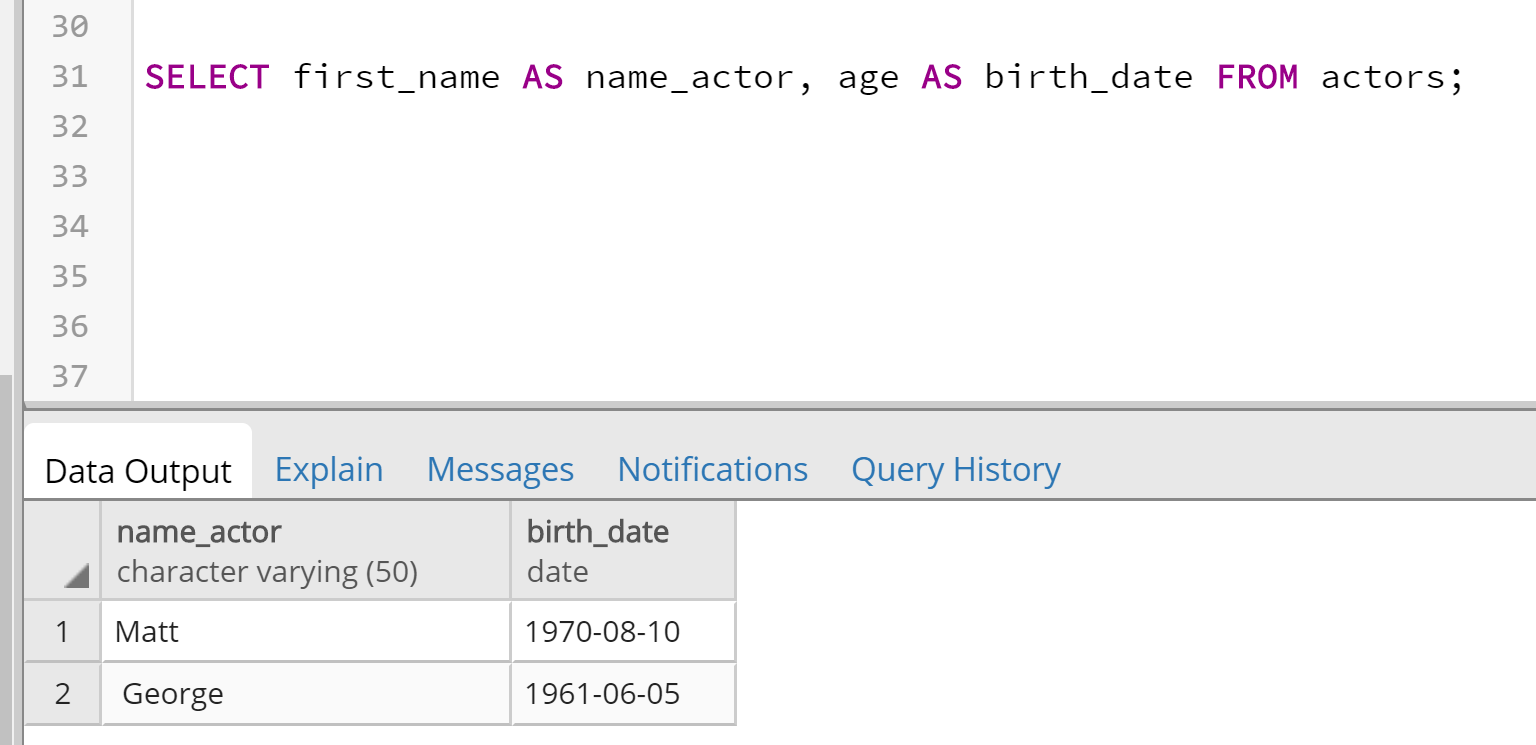 30
31 SELECT first_name AS name_actor, age AS birth_date FROM actors;
32
33
34
35
36
37
Data Output Explain Messages Notifications Query History
name_actor birth_date
character varying (50) date
1 Matt 1970-08-10
2 George 1961-06-05